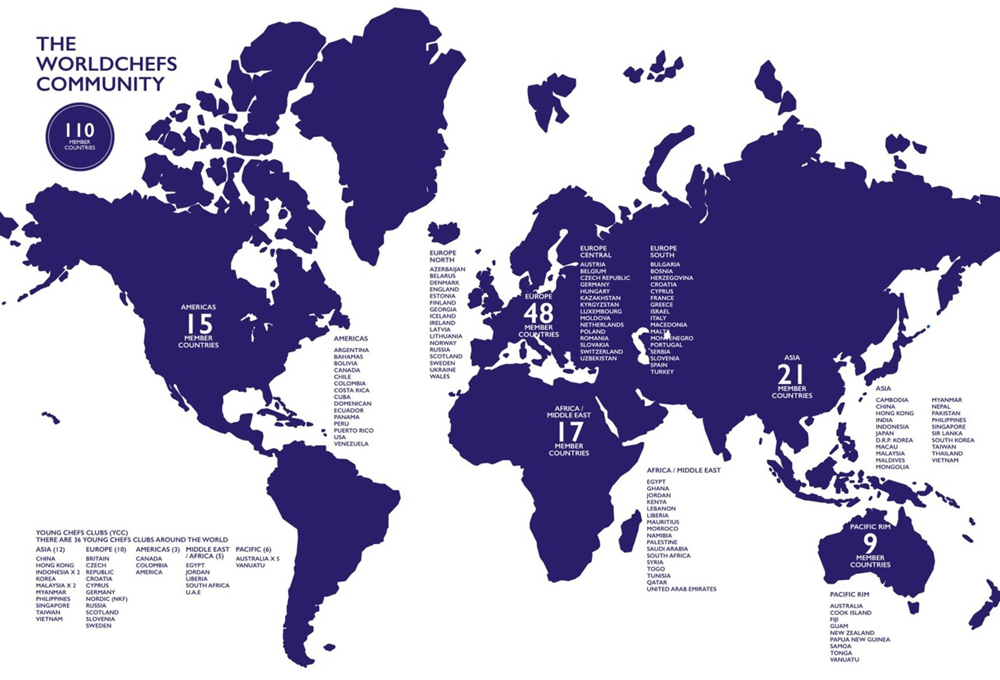 THE
WORLDCHEFS
COMMUNITY
110
MEMBER
COUNTRIES
AMERICAS
15
MEMBER
COUNTRIES
AMERICAS
ARGENTINA
BAHAMAS
BOLIVIA
CANADA
CHILE
COLOMBIA
COSTA RICA
CUBA
DOMENICAN
ECUADOR
PANAMA
PERU
PUERTO RICO
USA
VENEZUELA
EUROPE
NORTH
AZERBAIJAN
BELARUS
DENMARK
ENGLAND
ESTONIA
FINLAND
GEORGIA
ICELAND
IRELAND
LATVIA
LITHUANIA
NORWAY
RUSSIA
SCOTLAND
SWEDEN
UKRAINE
WALES
EUROPE
48
MEMBER
COUNTRIES
EUROPE
CENTRAL
AUSTRIA
BELGIUM
CZECH REPUBLIC
GERMANY
HUNGARY
KAZAKHSTAN
KYRGYZSTAN
LUXEMBOURG
MOLDOVA
NETHERLANDS
POLAND
ROMANIA
SLOVAKIA
SWITZERLAND
UZBEKISTAN
EUROPE
SOUTH
BULGARIA
BOSNIA
HERZEGOVINA
CROATIA
CYPRUS
FRANCE
GREECE
ISRAEL
ITALY
MACEDONIA
MALTA
MONTENEGRO
PORTUGAL
SERBIA
SLOVENIA
SPAIN
TURKEY
AFRICA /
MIDDLE EAST
17
MEMBER
COUNTRIES
AFRICA / MIDDLE EAST
EGYPT
GHANA
JORDAN
KENYA
LEBANON
LIBERIA
MAURITIUS
MORROCO
NAMIBIA
PALESTINE
SAUDI ARABIA
SOUTH AFRICA
SYRIA
TOGO
TUNISIA
QATAR
UNITED ARAB EMIRATES
ASIA
21
MEMBER
COUNTRIES
ASIA
CAMBODIA
CHINA
HONG KONG
INDIA
INDONESIA
JAPAN
D.R.P. KOREA
MACAU
MALAYSIA
MALDIVES
MONGOLIA
MYANMAR
NEPAL
PAKISTAN
PHILIPPINES
SINGAPORE
SIR LANKA
SOUTH KOREA
TAIWAN
THAILAND
VIETNAM
PACIFIC RIM
9
MEMBER
COUNTRIES
PACIFIC RIM
AUSTRALIA
COOK ISLAND
FIJI
GUAM
NEW ZEALAND
PAPUA NEW GUINEA
SAMOA
TONGA
VANUATU
YOUNG CHEFS CLUBS (YCC)
THERE ARE 36 YOUNG CHEFS CLUBS AROUND THE WORLD
ASIA (12)
CHINA
HONG KONG
INDONESIA X 2
KOREA
MALAYSIA X 2
MYANMAR
PHILIPPINES
SINGAPORE
TAIWAN
VIETNAM
EUROPE (10)
BRITAIN
CZECH
REPUBLIC
CROATIA
CYPRUS
GERMANY
NORDIC (NKF)
RUSSIA
SCOTLAND
SLOVENIA
SWEDEN
AMERICAS (3)
CANADA
COLOMBIA
AMERICA
MIDDLE EAST
/ AFRICA (5)
EGYPT
JORDAN
LIBERIA
SOUTH AFRICA
U.A.E
PACIFIC (6)
AUSTRALIA X 5
VANUATU